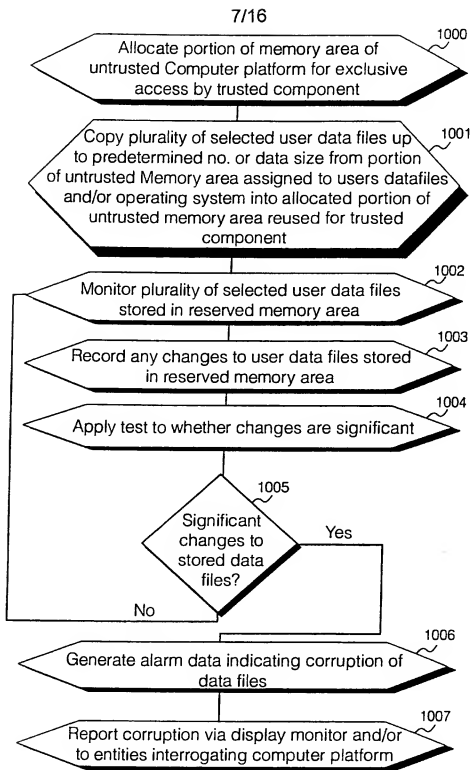 7/16
1000
Allocate portion of memory area of
untrusted Computer platform for exclusive
access by trusted component
1001
Copy plurality of selected user data files up
to predetermined no. or data size from portion
of untrusted Memory area assigned to users datafiles
and/or operating system into allocated portion of
untrusted memory area reused for trusted
component
1002
Monitor plurality of selected user data files
stored in reserved memory area
1003
Record any changes to user data files stored
in reserved memory area
1004
Apply test to whether changes are significant
1005
Significant
changes to
stored data
files?
Yes
No
1006
Generate alarm data indicating corruption of
data files
1007
Report corruption via display monitor and/or
to entities interrogating computer platform